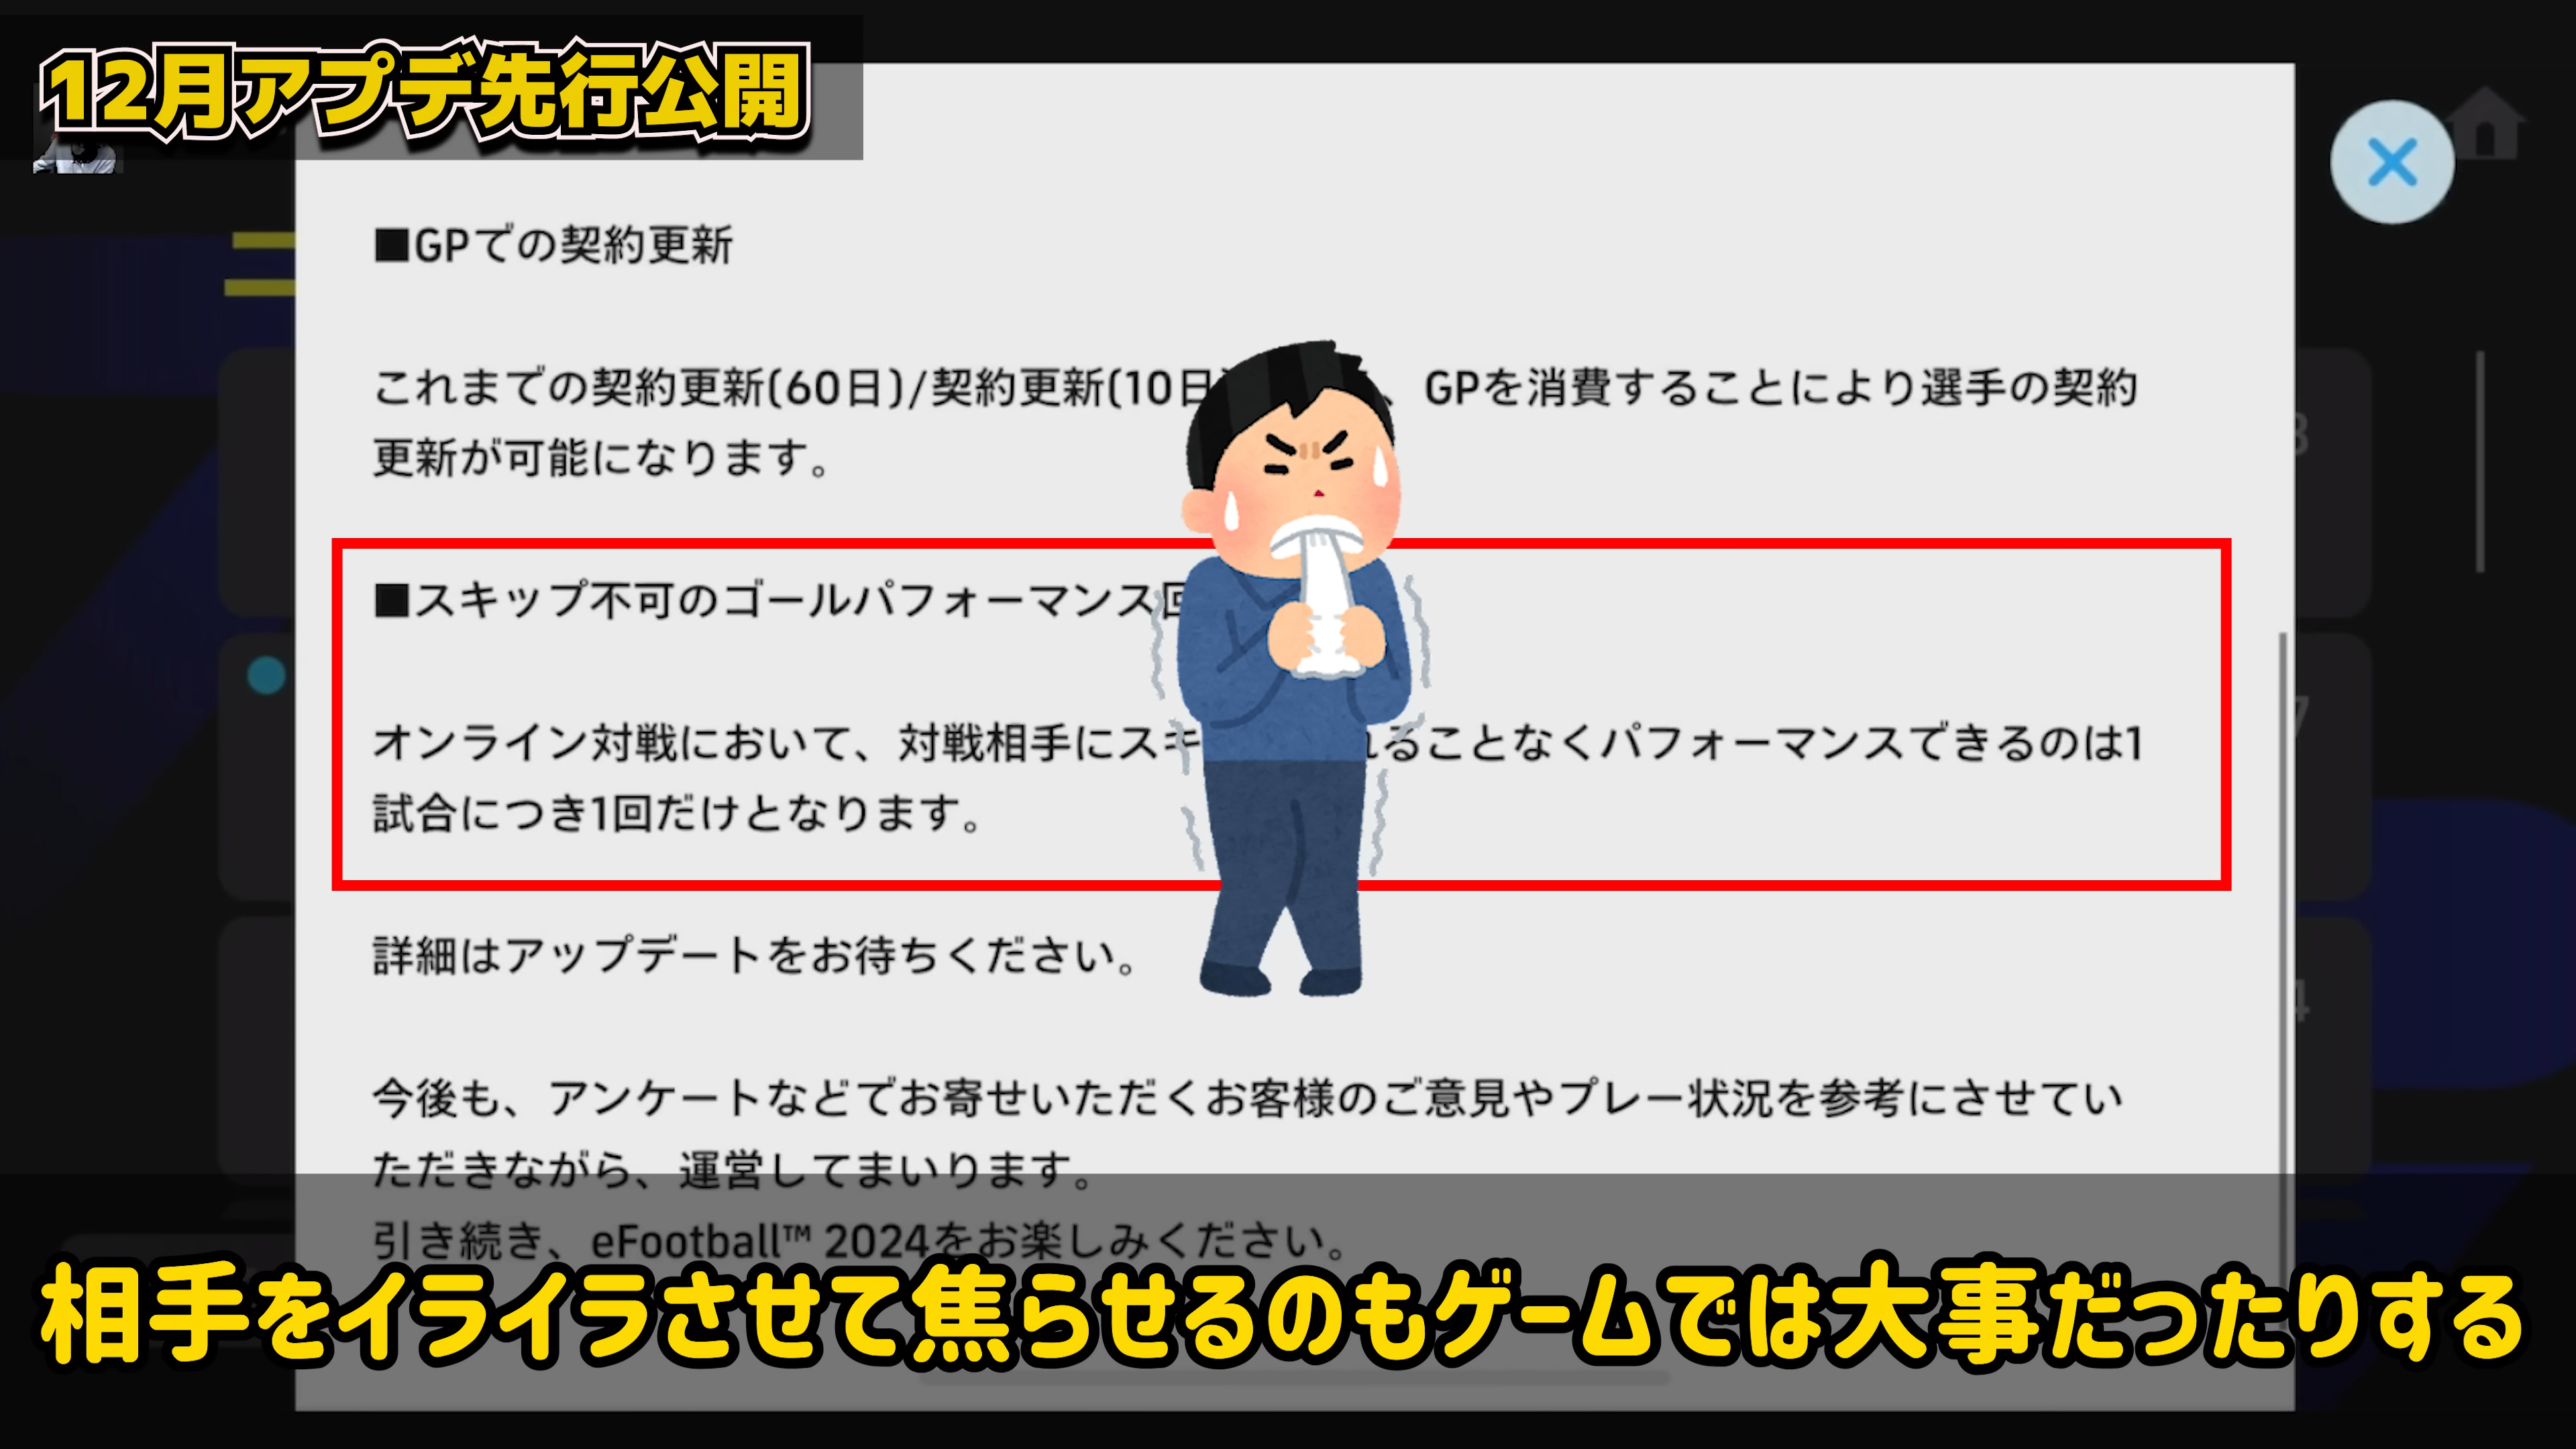 12月アプデ先行公開
■GPでの契約更新
これまでの契約更新(60日)/契約更新(10日 、GPを消費することにより選手の契約
更新が可能になります。
■スキップ不可のゴールパフォーマンス
オンライン対戦において、対戦相手にスキ ることなくパフォーマンスできるのは1
試合につき1回だけとなります。
詳細はアップデートをお待ちください。
今後も、アンケートなどでお寄せいただくお客様のご意見やプレー状況を参考にさせてい
ただきながら、運営してまいります。
引き続き、eFootball™ 2024をお楽しみください。
相手をイライラさせて焦らせるのもゲームでは大事だったりする